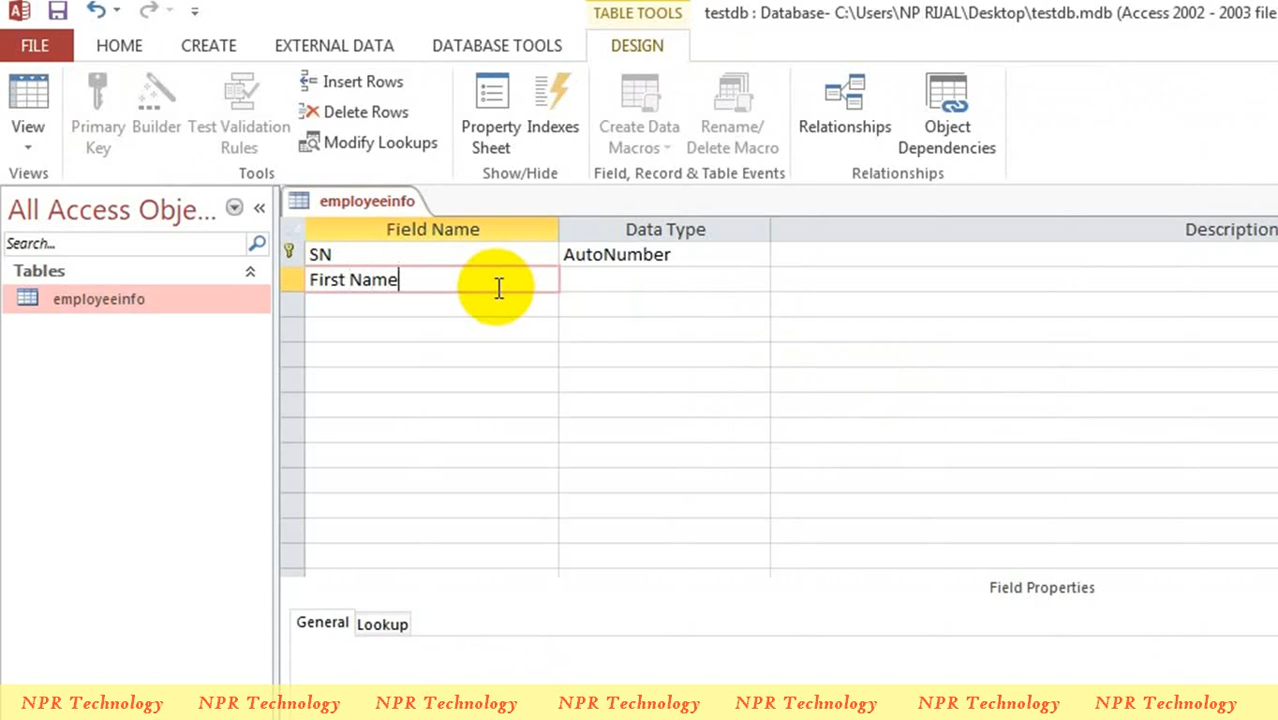 TABLE TOOLS
testdb : Database- C:\Users\NP RIJAL\Desktop\testdb.mdb (Access 2002 - 2003 file
FILE HOME CREATE EXTERNAL DATA DATABASE TOOLS DESIGN
View
Views
Primary Key
Builder
Test Validation Rules
Insert Rows
Delete Rows
Modify Lookups
Tools
Property Sheet
Indexes
Show/Hide
Create Data Macros
Rename/ Delete Macro
Field, Record & Table Events
Relationships
Object Dependencies
Relationships
All Access Obje...
Search...
Tables
employeeinfo
employeeinfo
Field Name Data Type Description
SN AutoNumber
First Name
Field Properties
General Lookup
NPR Technology NPR Technology NPR Technology NPR Technology NPR Technology NPR Technology NPR Technology